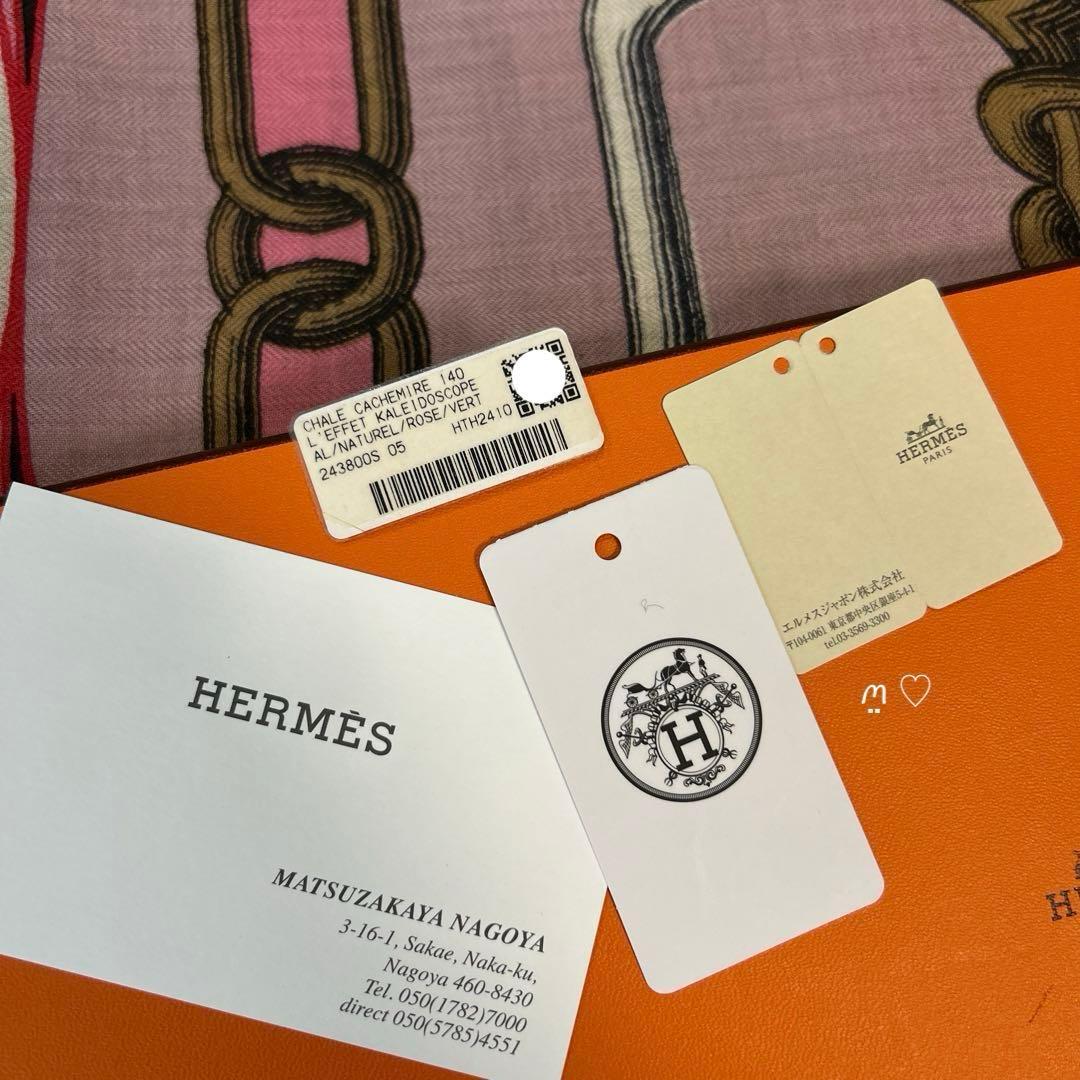 CHALE CACHEMIRE 140
L'EFFET KALEIDOSCOPE
AL/NATUREL/ROSE/VERT
243800S 05 HTH2410
HERMÈS
PARIS
エルメスジャポン株式会社
〒104-0061 東京都中央区銀座5-4-1
tel.03-3569-3300
H
HERMÈS
MATSUZAKAYA NAGOYA
3-16-1, Sakae, Naka-ku,
Nagoya 460-8430
Tel. 050(1782)7000
direct 050(5785)4551